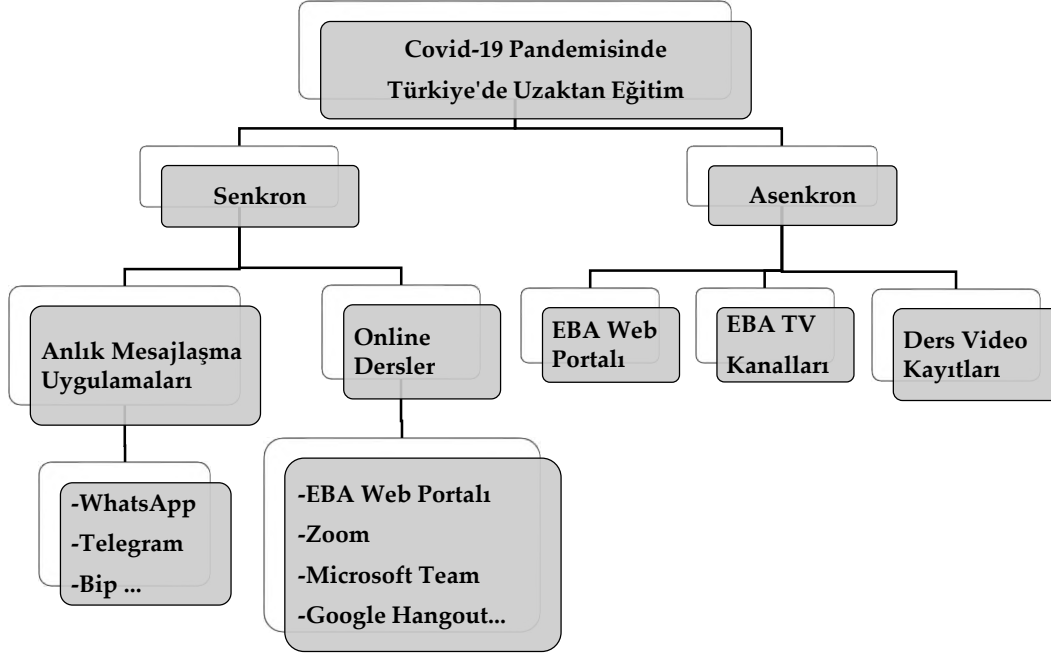 Covid-19 Pandemisinde
Türkiye'de Uzaktan Eğitim
Senkron
Asenkron
Anlık Mesajlaşma
Uygulamaları
Online
Dersler
EBA Web
Portalı
EBA TV
Kanalları
Ders Video
Kayıtları
-WhatsApp
-Telegram
-Bip ...
-EBA Web Portalı
-Zoom
-Microsoft Team
-Google Hangout...